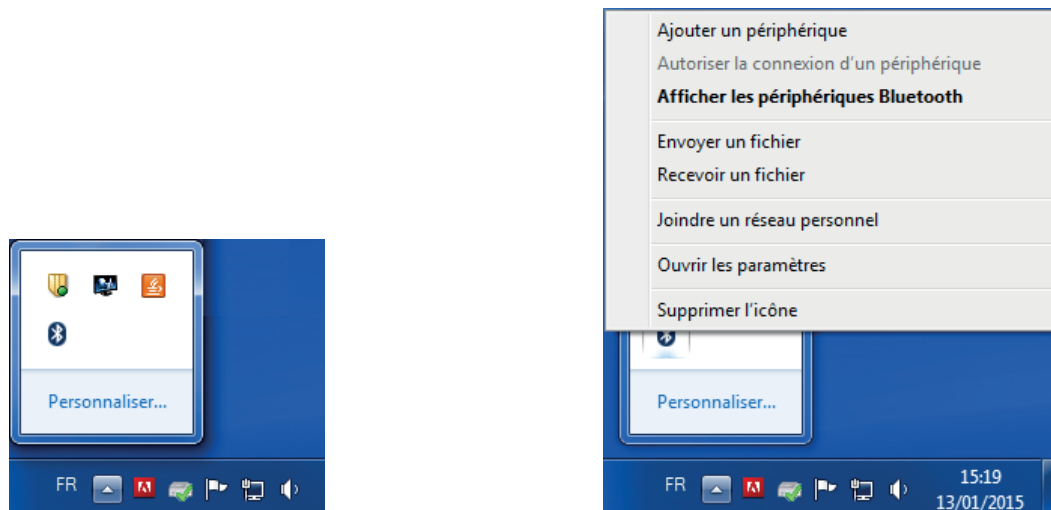 Personnaliser...
FR
Ajouter un périphérique
Autoriser la connexion d'un périphérique
Afficher les périphériques Bluetooth
Envoyer un fichier
Recevoir un fichier
Joindre un réseau personnel
Ouvrir les paramètres
Supprimer l'icône
Personnaliser...
FR
15:19
13/01/2015